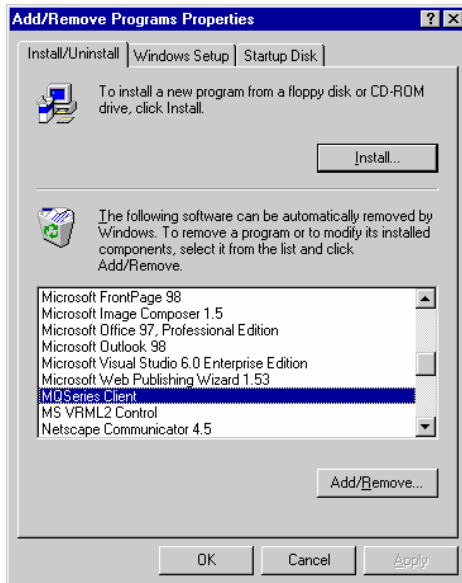 Add/Remove Programs Properties
Install/Uninstall
Windows Setup
Startup Disk
To install a new program from a floppy disk or CD-ROM
drive, click Install.
Install...
The following software can be automatically removed by
Windows. To remove a program or to modify its installed
components, select it from the list and click
Add/Remove.
Microsoft FrontPage 98
Microsoft Image Composer 1.5
Microsoft Office 97, Professional Edition
Microsoft Outlook 98
Microsoft Visual Studio 6.0 Enterprise Edition
Microsoft Web Publishing Wizard 1.53
MQSeries Client
MS VRML2 Control
Netscape Communicator 4.5
Add/Remove...
OK
Cancel
Apply